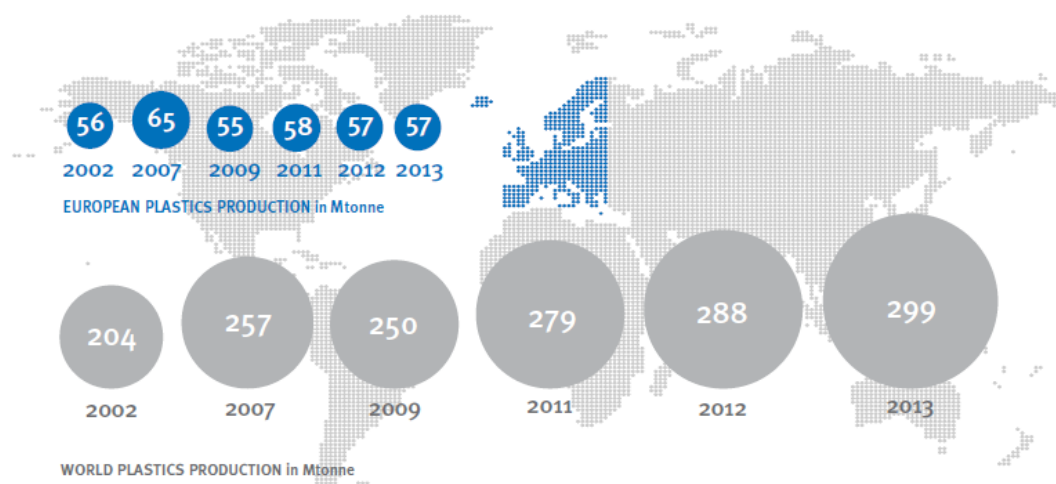 56 65 55 58 57 57
2002 2007 2009 2011 2012 2013
EUROPEAN PLASTICS PRODUCTION in Mtonne
204 257 250 279 288 299
2002 2007 2009 2011 2012 2013
WORLD PLASTICS PRODUCTION in Mtonne